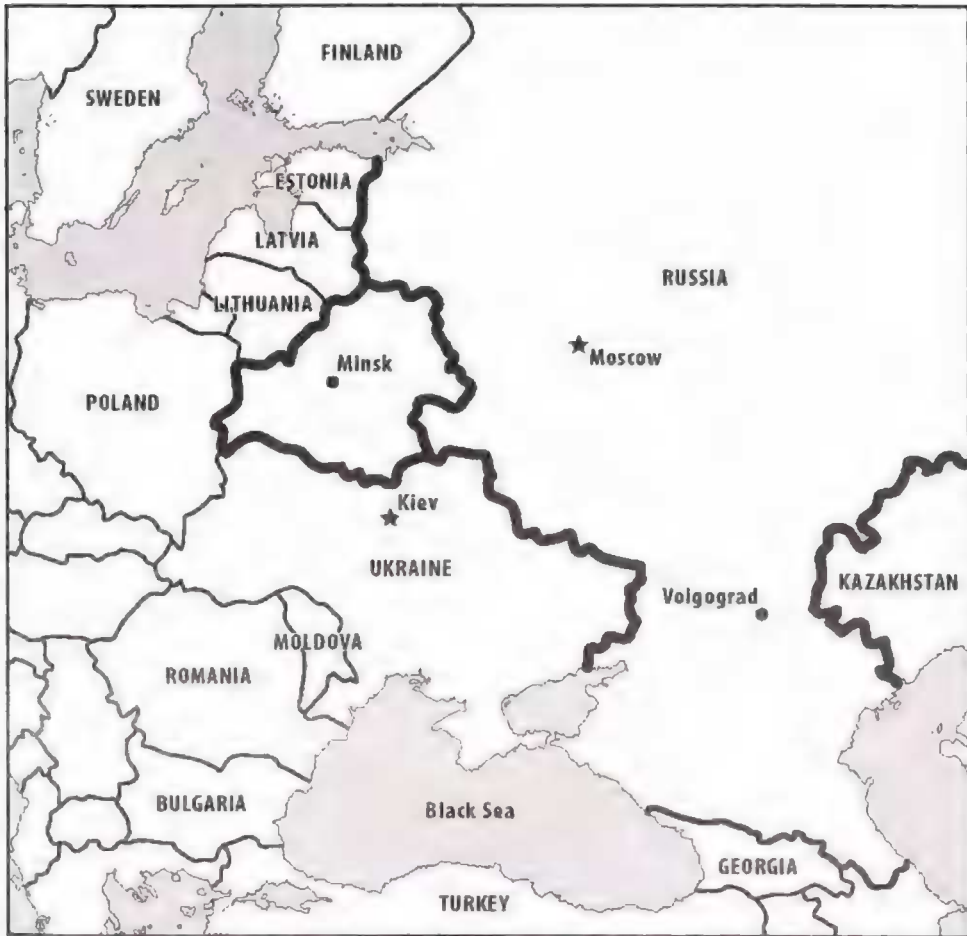 FINLAND
SWEDEN
ESTONIA
LATVIA
RUSSIA
LITHUANIA
Moscow
Minsk
POLAND
Kiev
UKRAINE
KAZAKHSTAN
Volgograd
MOLDOVA
ROMANIA
BULGARIA
Black Sea
GEORGIA
TURKEY